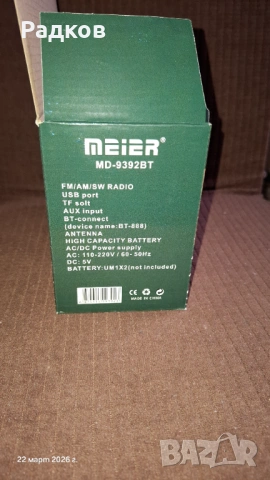 Радков
MEIER
MD-9392BT
FM/AM/SW RADIO
USB port
TF solt
AUX input
BT-connect
(device name:BT-888)
ANTENNA
HIGH CAPACITY BATTERY
AC/DC Power supply
AC: 110-220V / 60- 50Hz
DC: 5V
BATTERY:UM1X2(not included)
CE
MADE IN CHINA
22 март 2026 г.
BAZAR
bg